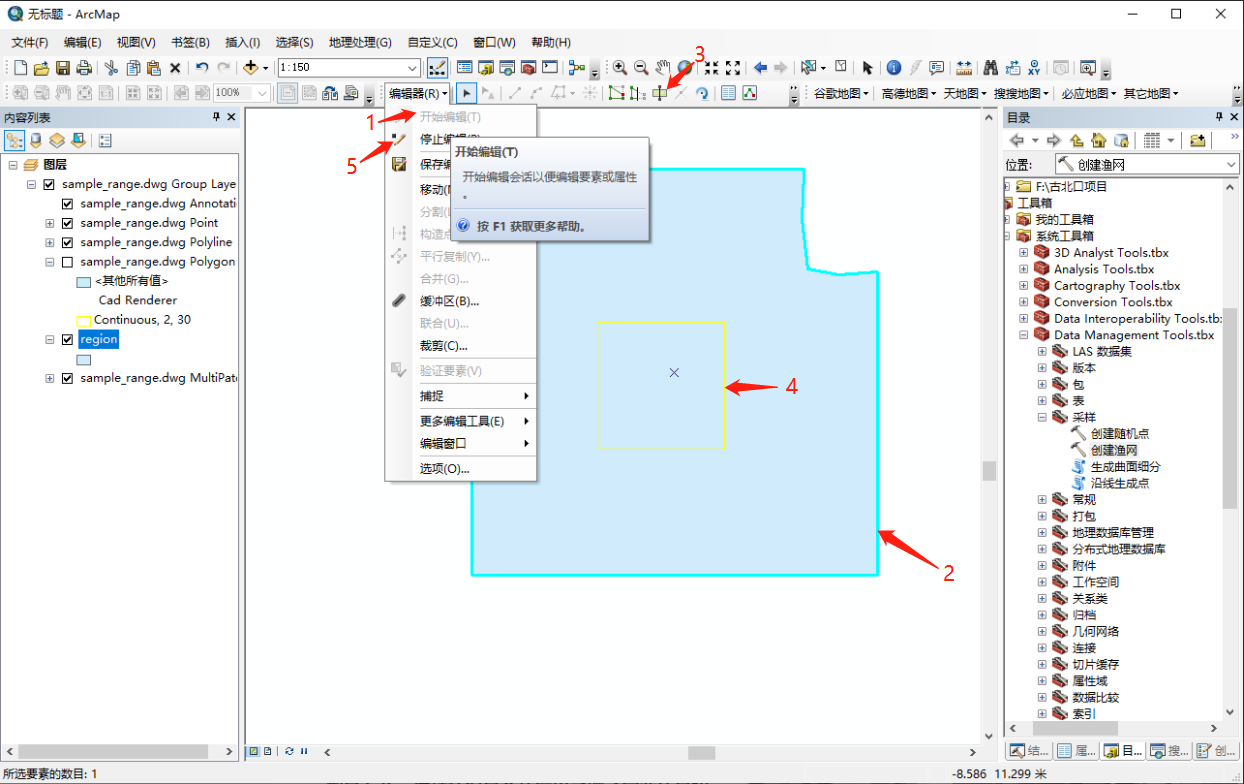 无标题 - ArcMap
文件(F) 编辑(E) 视图(V) 书签(B) 插入(I) 选择(S) 地理处理(G) 自定义(C) 窗口(W) 帮助(H)
1:150
3
100% 编辑器(R) 谷歌地图 高德地图 天地图 搜搜地图 必应地图 其它地图
内容列表
图层
sample_range.dwg Group Laye
sample_range.dwg Annotati
sample_range.dwg Point
sample_range.dwg Polyline
sample_range.dwg Polygon
<其他所有值>
Cad Renderer
Continuous, 2, 30
region
sample_range.dwg MultiPat
1
开始编辑(T)
5
停止编辑(P)
保存编
移动(
分割(
构造点
平行复制(Y)...
合并(G)...
缓冲区(B)...
联合(U)...
裁剪(C)...
验证要素(V)
捕捉
更多编辑工具(E)
编辑窗口
选项(O)...
开始编辑(T)
开始编辑会话以便编辑要素或属性
。
按 F1 获取更多帮助。
4
2
目录
位置: 创建渔网
F:\古北口项目
工具箱
我的工具箱
系统工具箱
3D Analyst Tools.tbx
Analysis Tools.tbx
Cartography Tools.tbx
Conversion Tools.tbx
Data Interoperability Tools.tb
Data Management Tools.tbx
LAS 数据集
版本
包
表
采样
创建随机点
创建渔网
生成曲面细分
沿线生成点
常规
打包
地理数据库管理
分布式地理数据库
附件
工作空间
关系类
归档
几何网络
连接
切片缓存
属性域
数据比较
索引
结... 属... 目... 搜... 创...
所选要素的数目: 1
-8.586 11.299 米